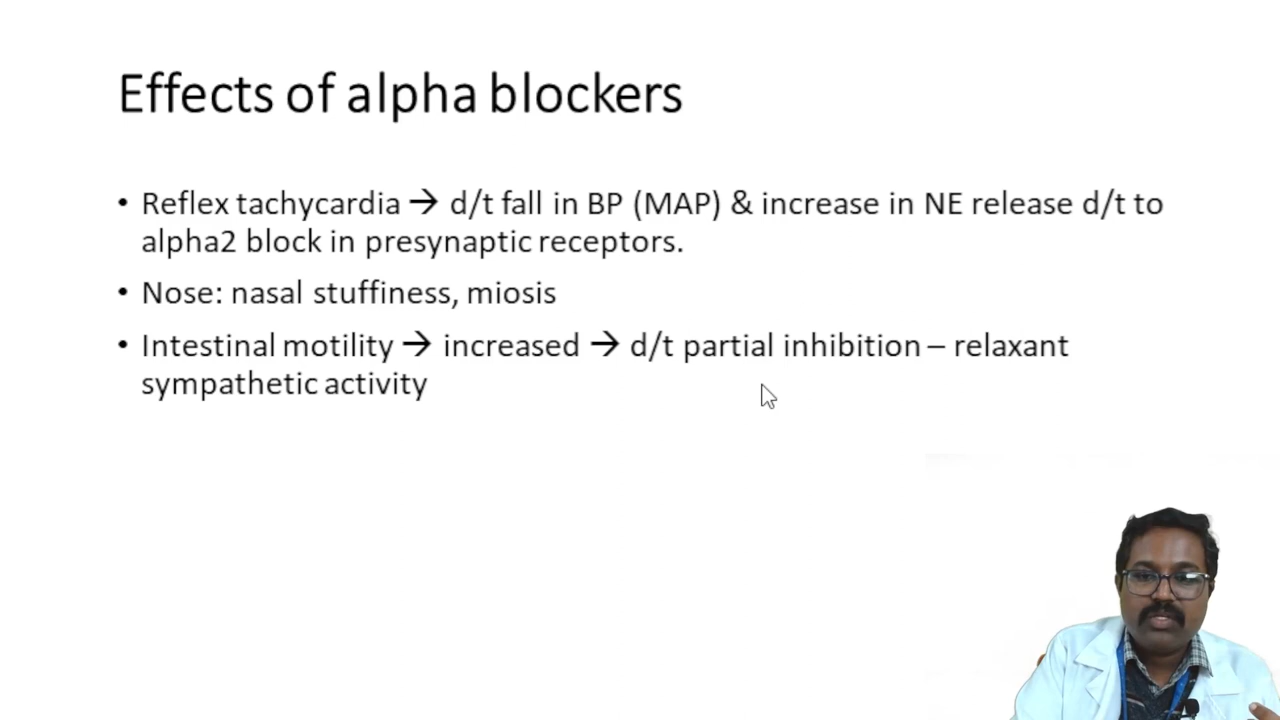 Effects of alpha blockers
• Reflex tachycardia → d/t fall in BP (MAP) & increase in NE release d/t to
alpha2 block in presynaptic receptors.
• Nose: nasal stuffiness, miosis
• Intestinal motility → increased → d/t partial inhibition – relaxant
sympathetic activity